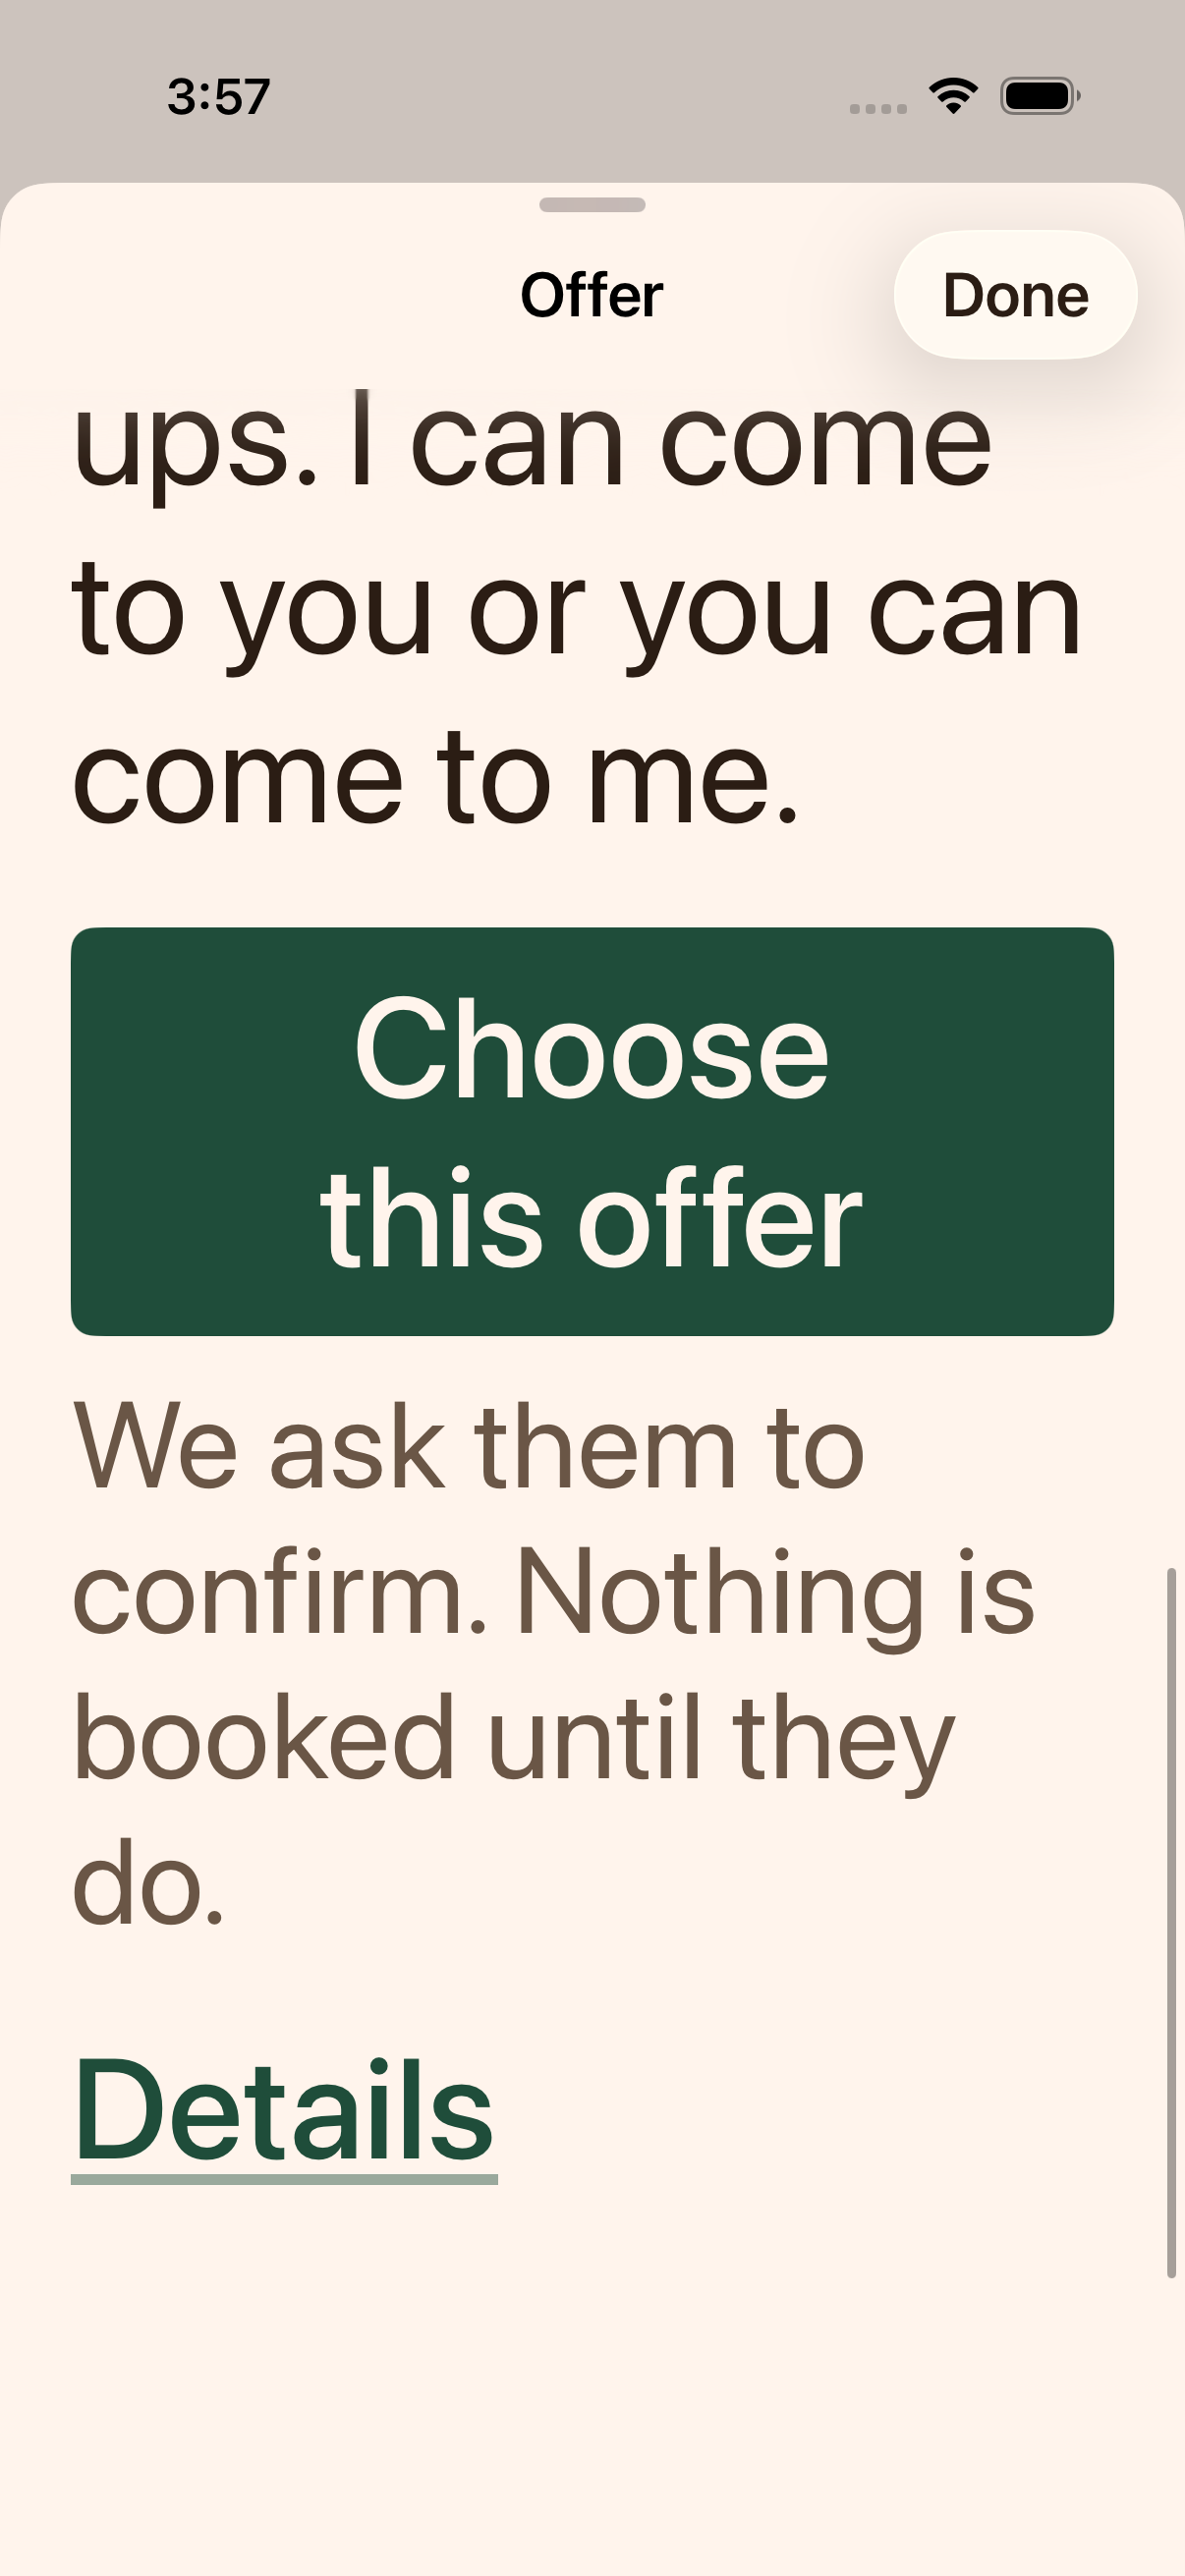 3:57
Offer
Done
ups. I can come
to you or you can
come to me.
Choose
this offer
We ask them to
confirm. Nothing is
booked until they
do.
Details